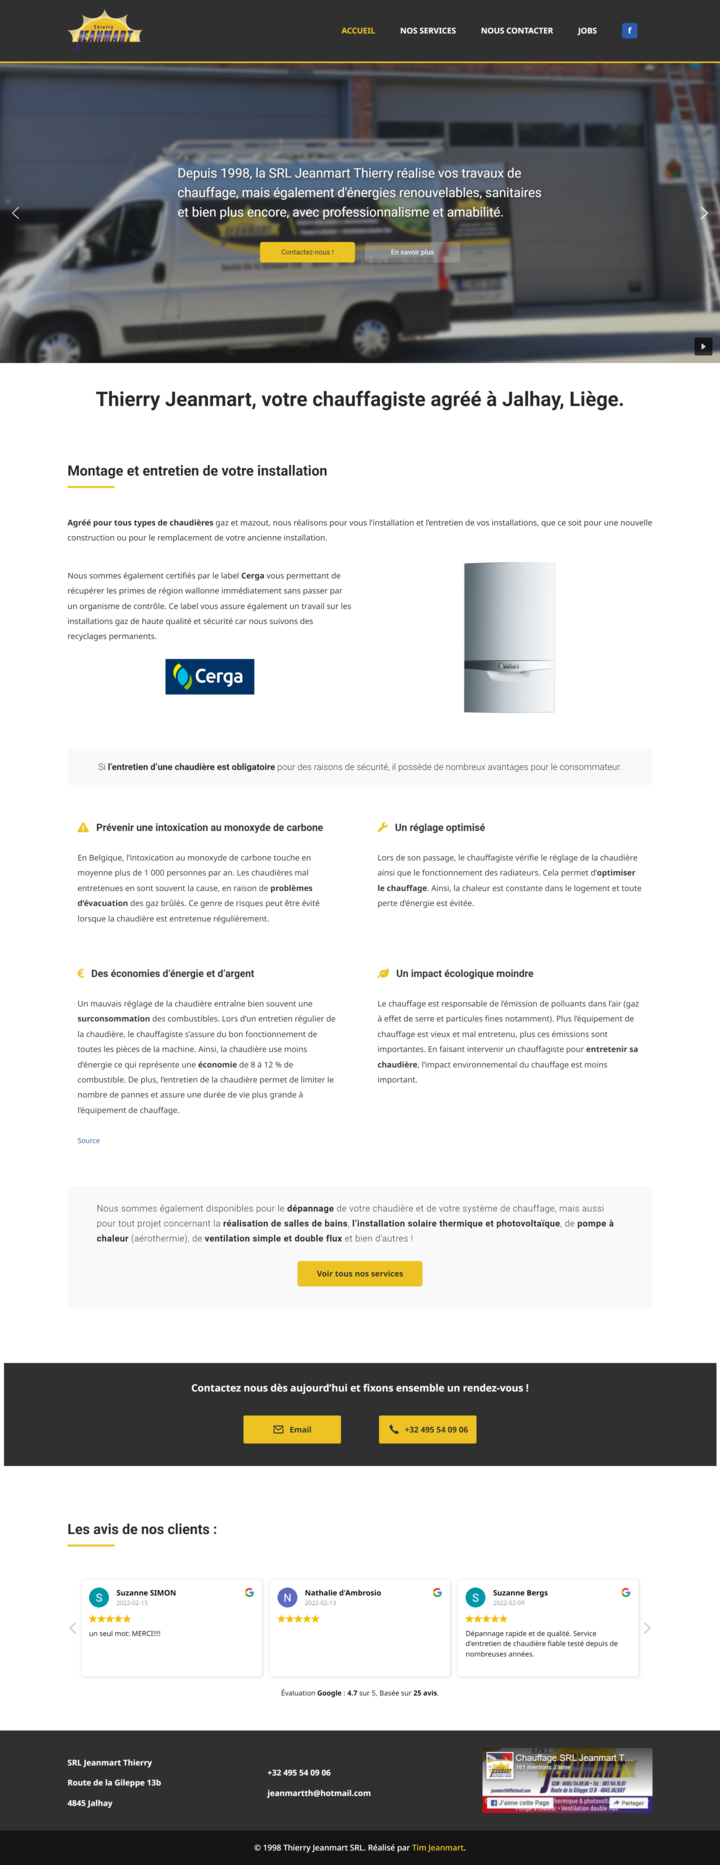 Thierry
JEANMART
ACCUEIL
NOS SERVICES
NOUS CONTACTER
JOBS
f
Depuis 1998, la SRL Jeanmart Thierry réalise vos travaux de
chauffage, mais également d'énergies renouvelables, sanitaires
et bien plus encore, avec professionnalisme et amabilité.
Contactez-nous !
En savoir plus
Thierry Jeanmart, votre chauffagiste agréé à Jalhay, Liège.
Montage et entretien de votre installation
Agréé pour tous types de chaudières gaz et mazout, nous réalisons pour vous l'installation et l'entretien de vos installations, que ce soit pour une nouvelle
construction ou pour le remplacement de votre ancienne installation.
Nous sommes également certifiés par le label Cerga vous permettant de
récupérer les primes de région wallonne immédiatement sans passer par
un organisme de contrôle. Ce label vous assure également un travail sur les
installations gaz de haute qualité et sécurité car nous suivons des
recyclages permanents.
Cerga
Vaillant
Si l'entretien d'une chaudière est obligatoire pour des raisons de sécurité, il possède de nombreux avantages pour le consommateur.
Prévenir une intoxication au monoxyde de carbone
En Belgique, l'intoxication au monoxyde de carbone touche en
moyenne plus de 1 000 personnes par an. Les chaudières mal
entretenues en sont souvent la cause, en raison de problèmes
d'évacuation des gaz brûlés. Ce genre de risques peut être évité
lorsque la chaudière est entretenue régulièrement.
Un réglage optimisé
Lors de son passage, le chauffagiste vérifie le réglage de la chaudière
ainsi que le fonctionnement des radiateurs. Cela permet d'optimiser
le chauffage. Ainsi, la chaleur est constante dans le logement et toute
perte d'énergie est évitée.
Des économies d'énergie et d'argent
Un mauvais réglage de la chaudière entraîne bien souvent une
surconsommation des combustibles. Lors d'un entretien régulier de
la chaudière, le chauffagiste s'assure du bon fonctionnement de
toutes les pièces de la machine. Ainsi, la chaudière use moins
d'énergie ce qui représente une économie de 8 à 12 % de
combustible. De plus, l'entretien de la chaudière permet de limiter le
nombre de pannes et assure une durée de vie plus grande à
l'équipement de chauffage.
Source
Un impact écologique moindre
Le chauffage est responsable de l'émission de polluants dans l'air (gaz
à effet de serre et particules fines notamment). Plus l'équipement de
chauffage est vieux et mal entretenu, plus ces émissions sont
importantes. En faisant intervenir un chauffagiste pour entretenir sa
chaudière, l'impact environnemental du chauffage est moins
important.
Nous sommes également disponibles pour le dépannage de votre chaudière et de votre système de chauffage, mais aussi
pour tout projet concernant la réalisation de salles de bains, l'installation solaire thermique et photovoltaïque, de pompe à
chaleur (aérothermie), de ventilation simple et double flux et bien d'autres !
Voir tous nos services
Contactez nous dès aujourd'hui et fixons ensemble un rendez-vous !
Email
+32 495 54 09 06
Les avis de nos clients :
S
Suzanne SIMON
2022-02-15
un seul mot: MERCI!!!!
N
Nathalie d'Ambrosio
2022-02-13
S
Suzanne Bergs
2022-02-09
Dépannage rapide et de qualité. Service
d'entretien de chaudière fiable testé depuis de
nombreuses années.
Évaluation Google : 4.7 sur 5, Basée sur 25 avis.
SRL Jeanmart Thierry
Route de la Gileppe 13b
4845 Jalhay
+32 495 54 09 06
jeanmartth@hotmail.com
Chauffage SRL Jeanmart T...
161 mentions J'aime
J'aime cette Page
Partager
© 1998 Thierry Jeanmart SRL. Réalisé par Tim Jeanmart.